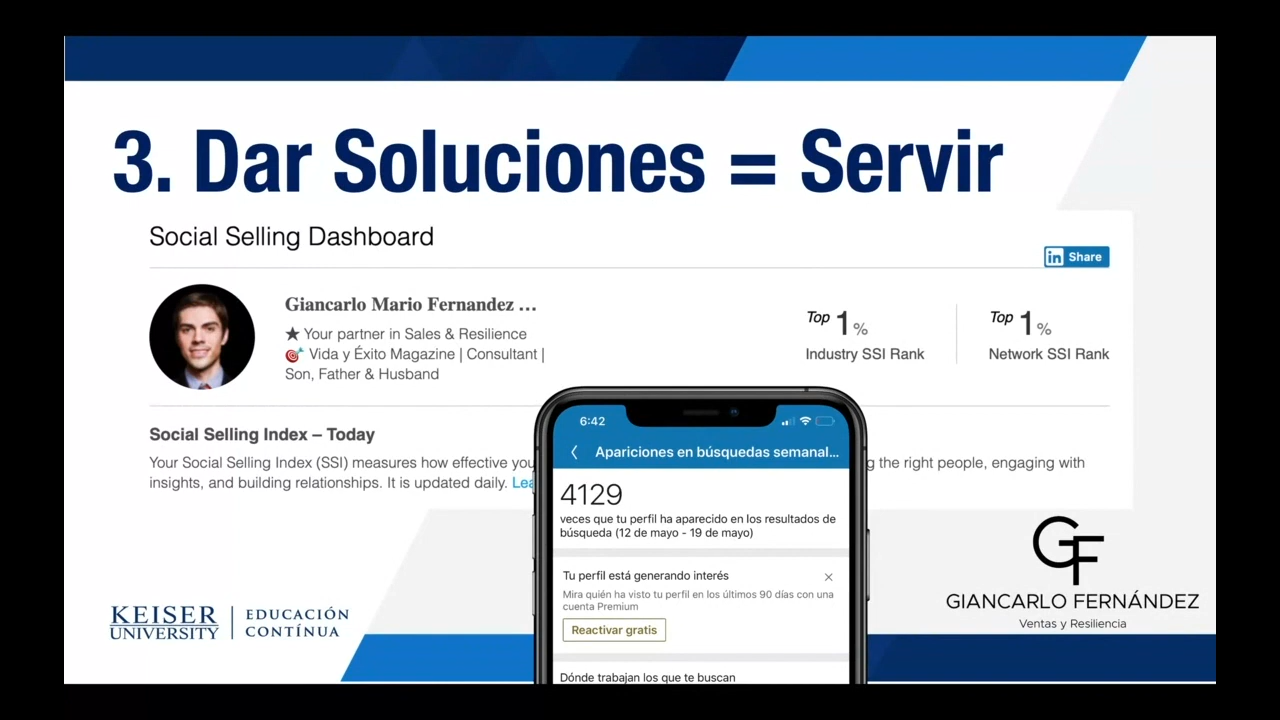 3. Dar Soluciones = Servir
Social Selling Dashboard
in Share
Giancarlo Mario Fernandez ...
★ Your partner in Sales & Resilience
🎯 Vida y Éxito Magazine | Consultant |
Son, Father & Husband
Top 1%
Industry SSI Rank
Top 1%
Network SSI Rank
Social Selling Index – Today
Your Social Selling Index (SSI) measures how effective you
g the right people, engaging with
insights, and building relationships. It is updated daily. Lea
6:42
Apariciones en búsquedas semanal...
4129
veces que tu perfil ha aparecido en los resultados de
búsqueda (12 de mayo - 19 de mayo)
Tu perfil está generando interés
Mira quién ha visto tu perfil en los últimos 90 días con una
cuenta Premium
Reactivar gratis
Dónde trabajan los que te buscan
KEISER
UNIVERSITY
EDUCACIÓN
CONTÍNUA
GF
GIANCARLO FERNÁNDEZ
Ventas y Resiliencia